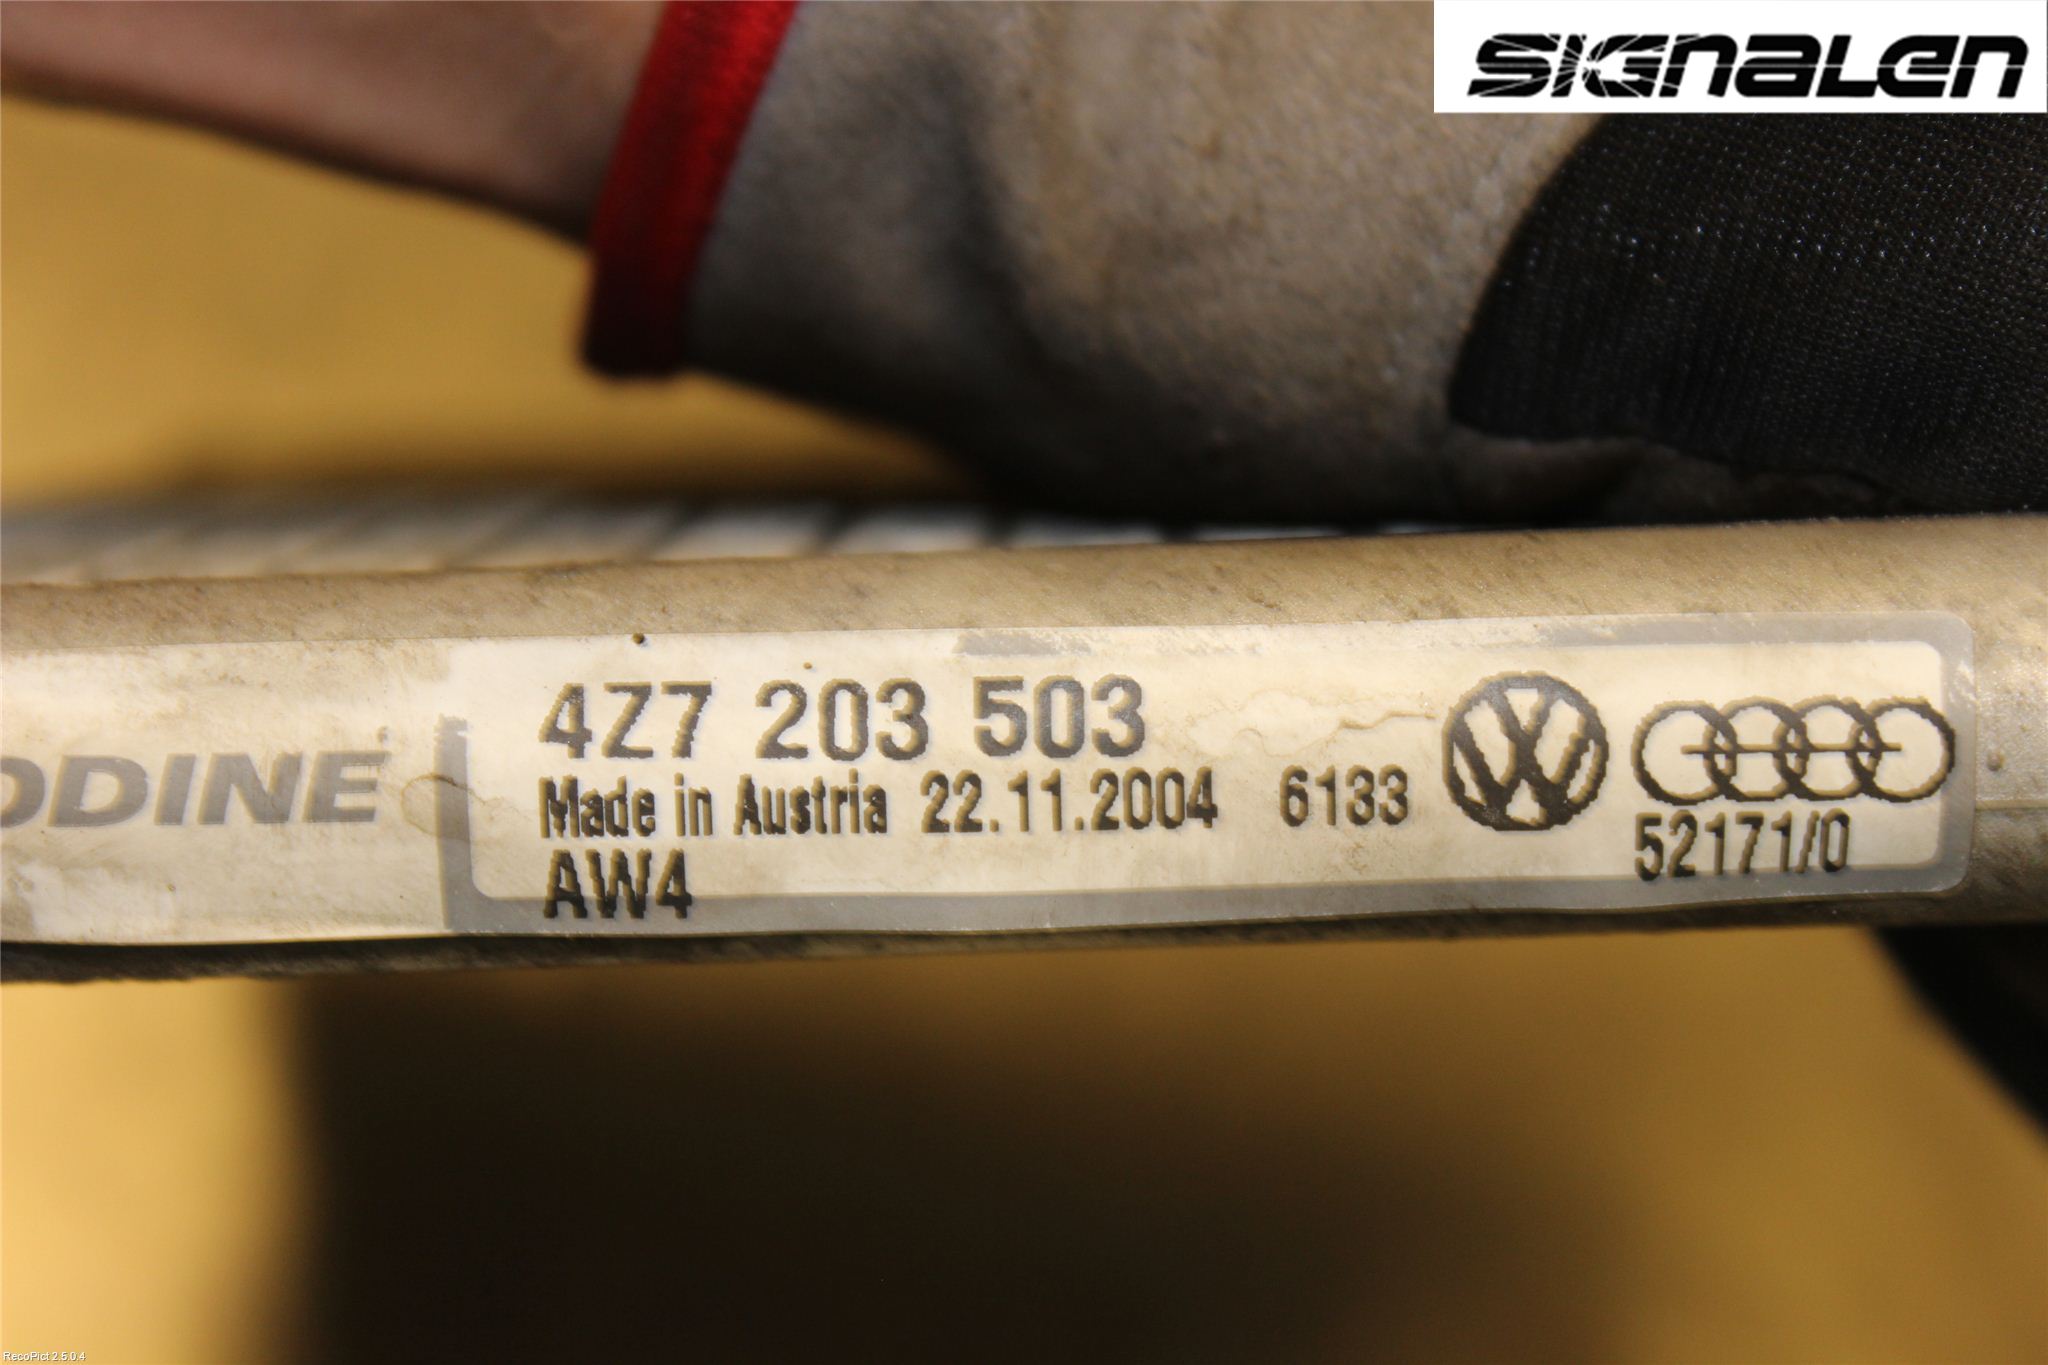 SIGNALEN
ODINE
4Z7 203 503
Made in Austria 22.11.2004 6133
AW4
52171/0
RecoPict 2.5.0.4